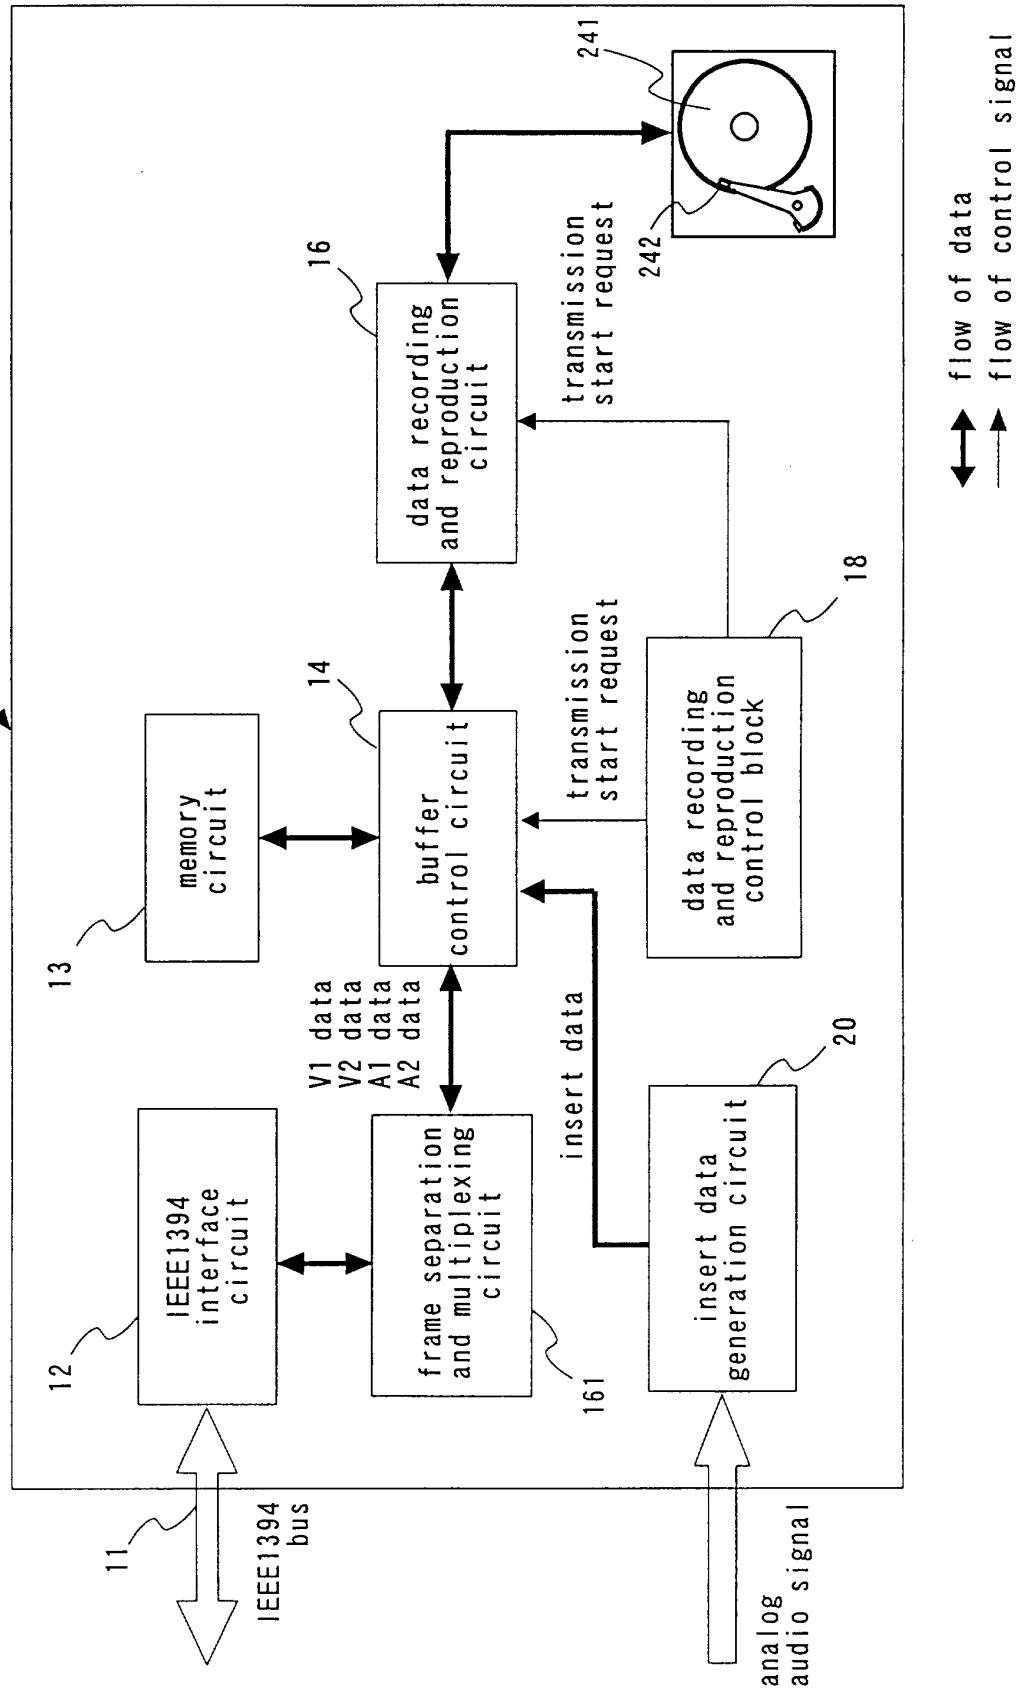 11
IEEE1394
bus
12
IEEE1394
interface
circuit
13
memory
circuit
161
frame separation
and multiplexing
circuit
V1 data
V2 data
A1 data
A2 data
14
buffer
control circuit
16
data recording
and reproduction
circuit
241
242
insert data
transmission
start request
transmission
start request
analog
audio signal
20
insert data
generation circuit
18
data recording
and reproduction
control block
flow of data
flow of control signal